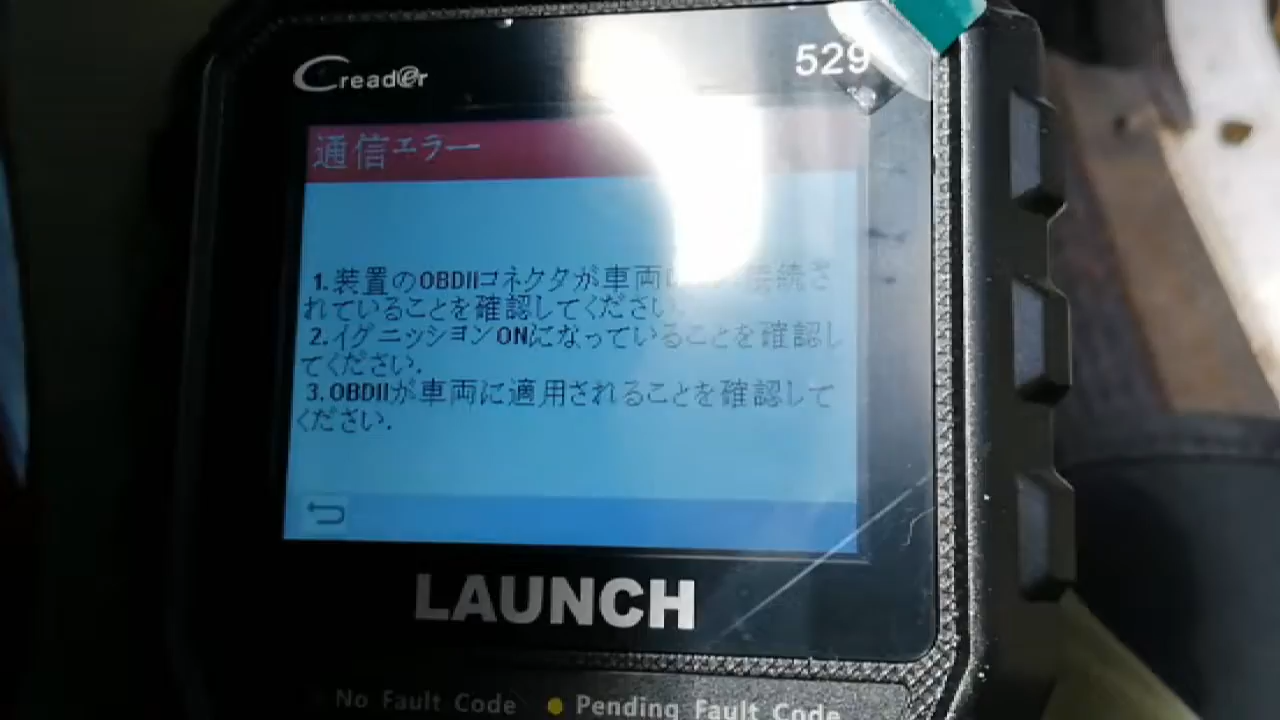 Creader
529
通信エラー
1.装置のOBDIIコネクタが車両に 接続さ
れていることを確認してください
2.イグニッションONになっていることを確認し
てください.
3.OBDIIが車両に適用されることを確認して
ください.
LAUNCH
No Fault Code
Pending Fault Code